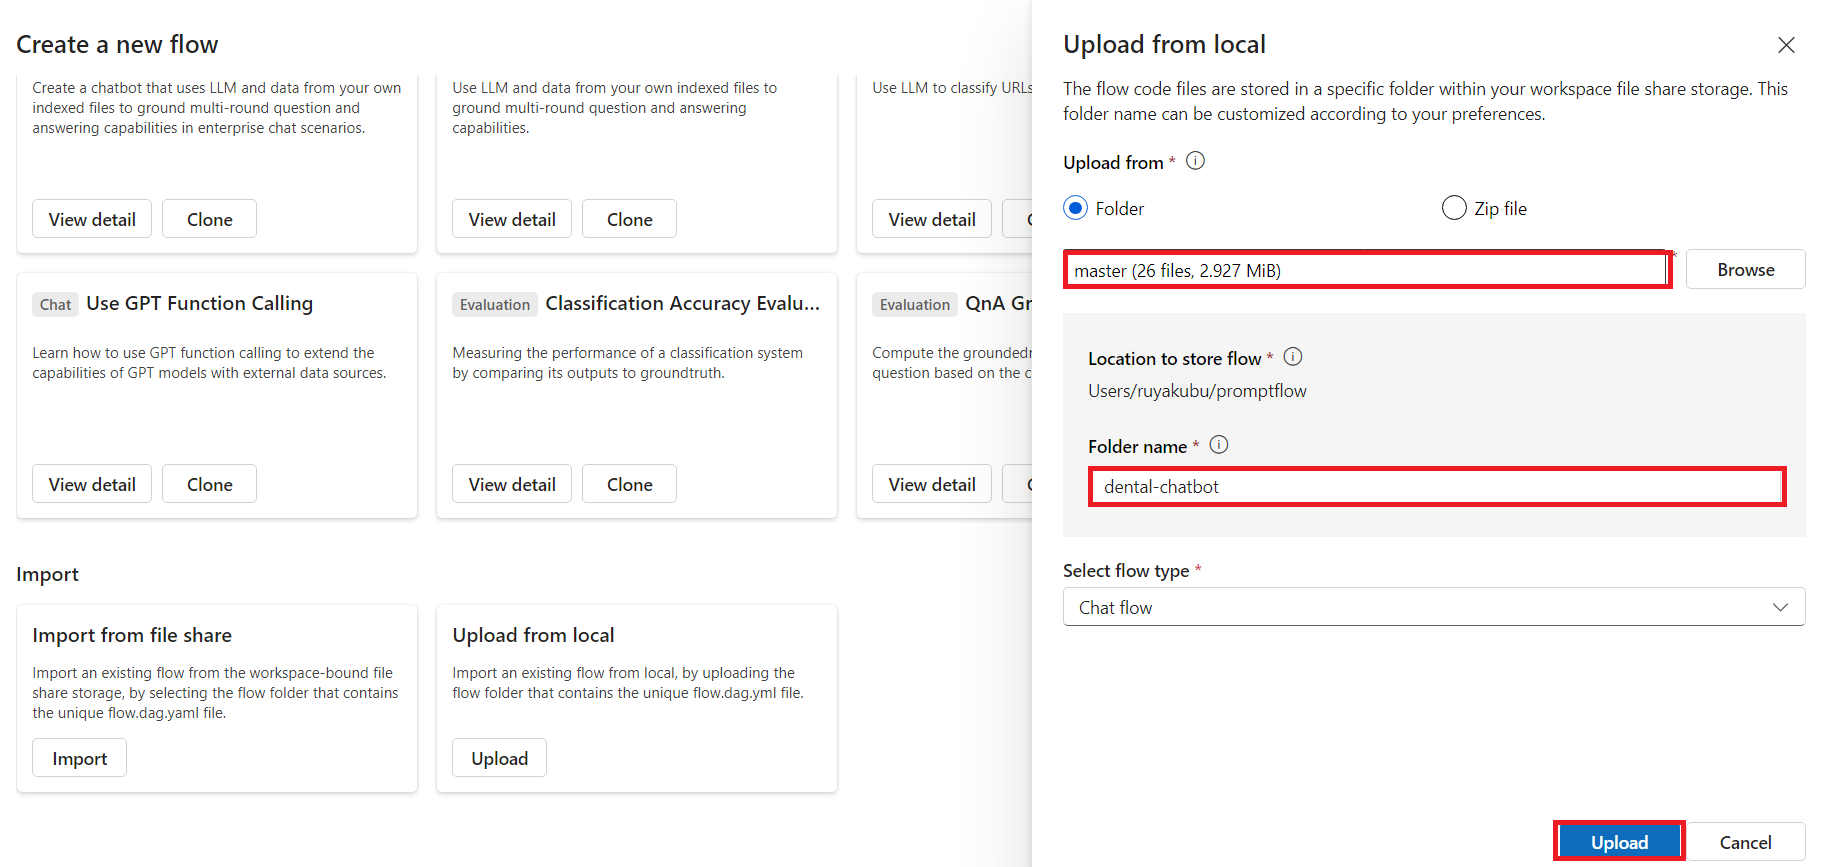 Create a new flow
Create a chatbot that uses LLM and data from your own
indexed files to ground multi-round question and
answering capabilities in enterprise chat scenarios.
View detail
Clone
Use LLM and data from your own indexed files to
ground multi-round question and answering
capabilities.
View detail
Clone
Use LLM to classify URLs
View detail
Chat
Use GPT Function Calling
Learn how to use GPT function calling to extend the
capabilities of GPT models with external data sources.
View detail
Clone
Evaluation
Classification Accuracy Evalu...
Measuring the performance of a classification system
by comparing its outputs to groundtruth.
View detail
Clone
Evaluation
QnA Gr
Compute the grounded
question based on the c
View detail
Import
Import from file share
Import an existing flow from the workspace-bound file
share storage, by selecting the flow folder that contains
the unique flow.dag.yaml file.
Import
Upload from local
Import an existing flow from local, by uploading the
flow folder that contains the unique flow.dag.yml file.
Upload
Upload from local
The flow code files are stored in a specific folder within your workspace file share storage. This
folder name can be customized according to your preferences.
Upload from *
Folder
Zip file
master (26 files, 2.927 MiB)
*
Browse
Location to store flow *
Users/ruyakubu/promptflow
Folder name *
dental-chatbot
Select flow type *
Chat flow
Upload
Cancel